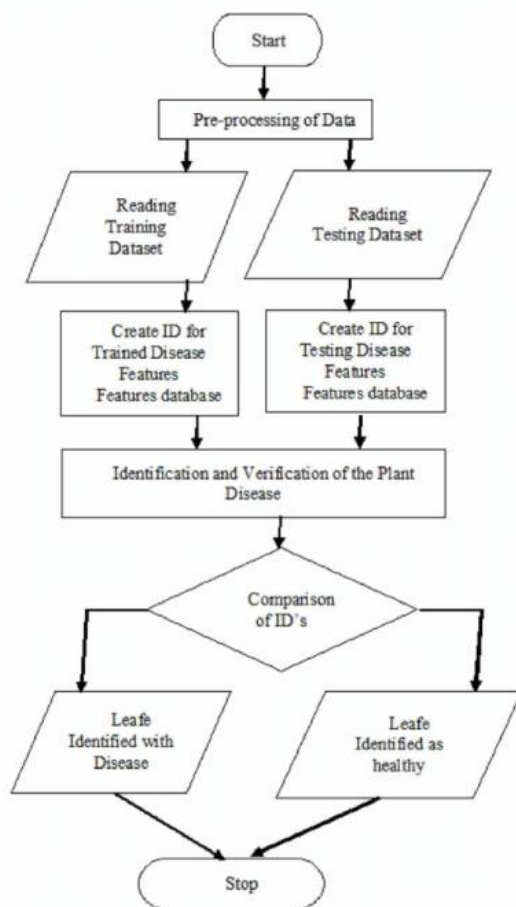 Start
Pre-processing of Data
Reading
Training
Dataset
Reading
Testing Dataset
Create ID for
Trained Disease
Features
Features database
Create ID for
Testing Disease
Features
Features database
Identification and Verification of the Plant
Disease
Comparison
of ID's
Leafe
Identified with
Disease
Leafe
Identified as
healthy
Stop